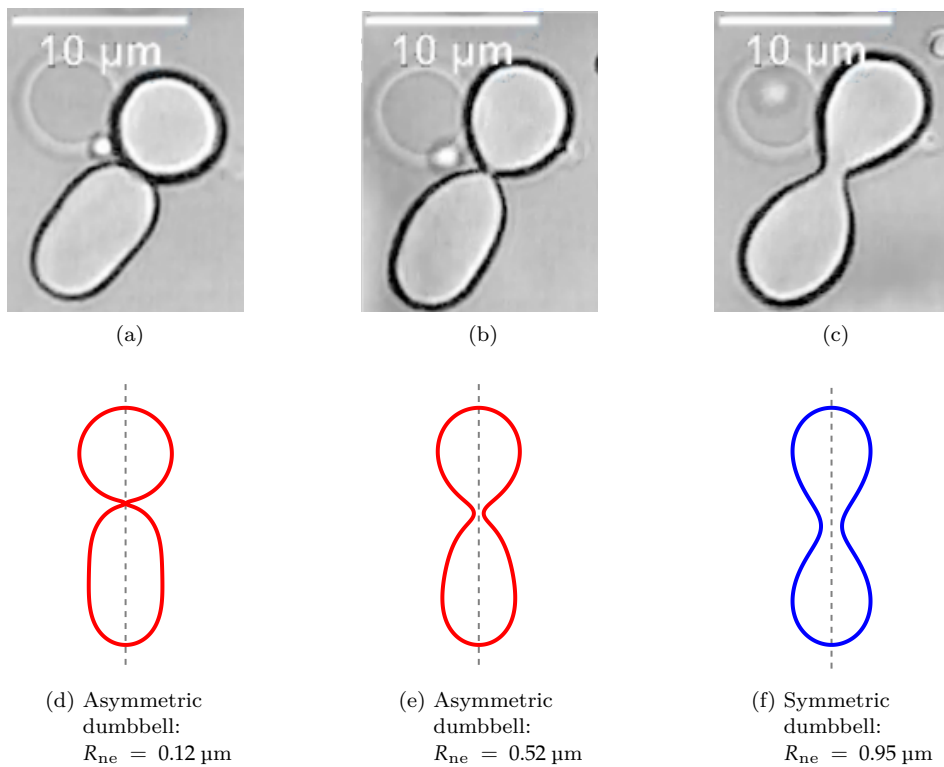 10 µm
10 µm
10 µm
(a)
(b)
(c)
(d) Asymmetric
dumbbell:
R_ne = 0.12 µm
(e) Asymmetric
dumbbell:
R_ne = 0.52 µm
(f) Symmetric
dumbbell:
R_ne = 0.95 µm